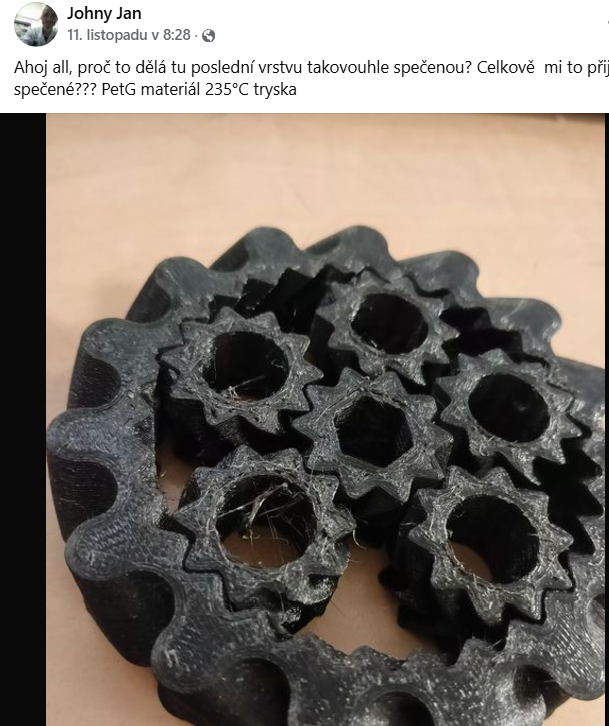 Johny Jan
11. listopadu v 8:28 ·
Ahoj all, proč to dělá tu poslední vrstvu takovouhle spečenou? Celkově mi to
spečené??? PetG materiál 235°C tryska